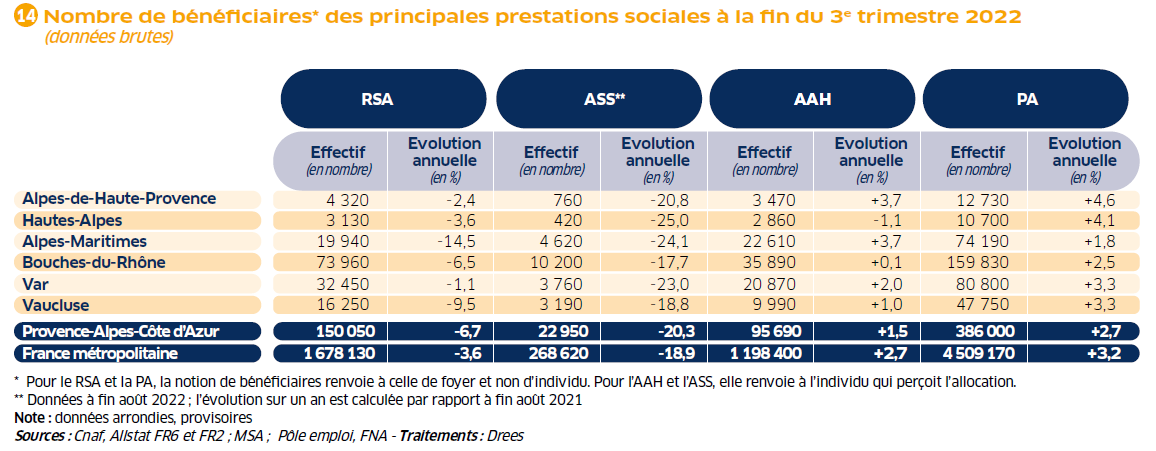 14 Nombre de bénéficiaires* des principales prestations sociales à la fin du 3e trimestre 2022
(données brutes)
RSA ASS** AAH PA
Effectif (en nombre) Evolution annuelle (en %) Effectif (en nombre) Evolution annuelle (en %) Effectif (en nombre) Evolution annuelle (en %) Effectif (en nombre) Evolution annuelle (en %)
Alpes-de-Haute-Provence 4 320 -2,4 760 -20,8 3 470 +3,7 12 730 +4,6
Hautes-Alpes 3 130 -3,6 420 -25,0 2 860 -1,1 10 700 +4,1
Alpes-Maritimes 19 940 -14,5 4 620 -24,1 22 610 +3,7 74 190 +1,8
Bouches-du-Rhône 73 960 -6,5 10 200 -17,7 35 890 +0,1 159 830 +2,5
Var 32 450 -1,1 3 760 -23,0 20 870 +2,0 80 800 +3,3
Vaucluse 16 250 -9,5 3 190 -18,8 9 990 +1,0 47 750 +3,3
Provence-Alpes-Côte d'Azur 150 050 -6,7 22 950 -20,3 95 690 +1,5 386 000 +2,7
France métropolitaine 1 678 130 -3,6 268 620 -18,9 1 198 400 +2,7 4 509 170 +3,2
* Pour le RSA et la PA, la notion de bénéficiaires renvoie à celle de foyer et non d'individu. Pour l'AAH et l'ASS, elle renvoie à l'individu qui perçoit l'allocation.
** Données à fin août 2022 ; l'évolution sur un an est calculée par rapport à fin août 2021
Note : données arrondies, provisoires
Sources : Cnaf, Allstat FR6 et FR2 ; MSA ; Pôle emploi, FNA - Traitements : Drees